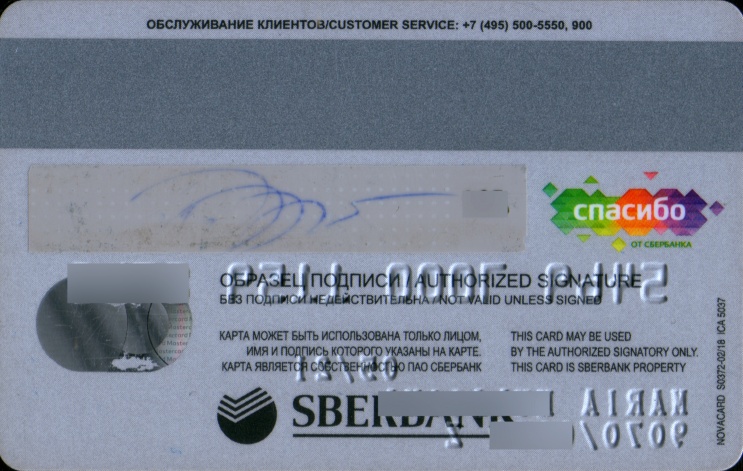 ОБСЛУЖИВАНИЕ КЛИЕНТОВ/CUSTOMER SERVICE: +7 (495) 500-5550, 900
спасибо
ОТ СБЕРБАНКА
ОБРАЗЕЦ ПОДПИСИ / AUTHORIZED SIGNATURE
БЕЗ ПОДПИСИ НЕДЕЙСТВИТЕЛЬНА / NOT VALID UNLESS SIGNED
КАРТА МОЖЕТ БЫТЬ ИСПОЛЬЗОВАНА ТОЛЬКО ЛИЦОМ,
ИМЯ И ПОДПИСЬ КОТОРОГО УКАЗАНЫ НА КАРТЕ.
КАРТА ЯВЛЯЕТСЯ СОБСТВЕННОСТЬЮ ПАО СБЕРБАНК
THIS CARD MAY BE USED
BY THE AUTHORIZED SIGNATORY ONLY.
THIS CARD IS SBERBANK PROPERTY
SBERBANK
NOVACARD S0372-02/18 ICA 5037